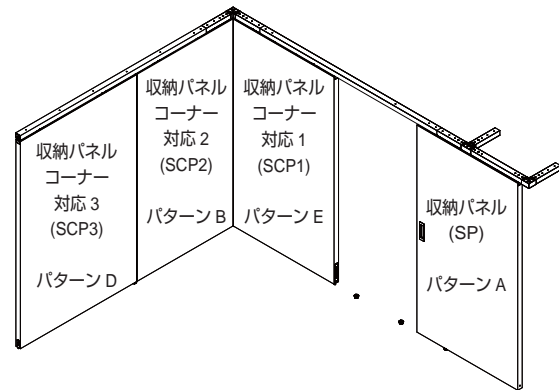 収納パネル
コーナー
対応 3
(SCP3)
パターン D
収納パネル
コーナー
対応 2
(SCP2)
パターン B
収納パネル
コーナー
対応 1
(SCP1)
パターン E
収納パネル
(SP)
パターン A